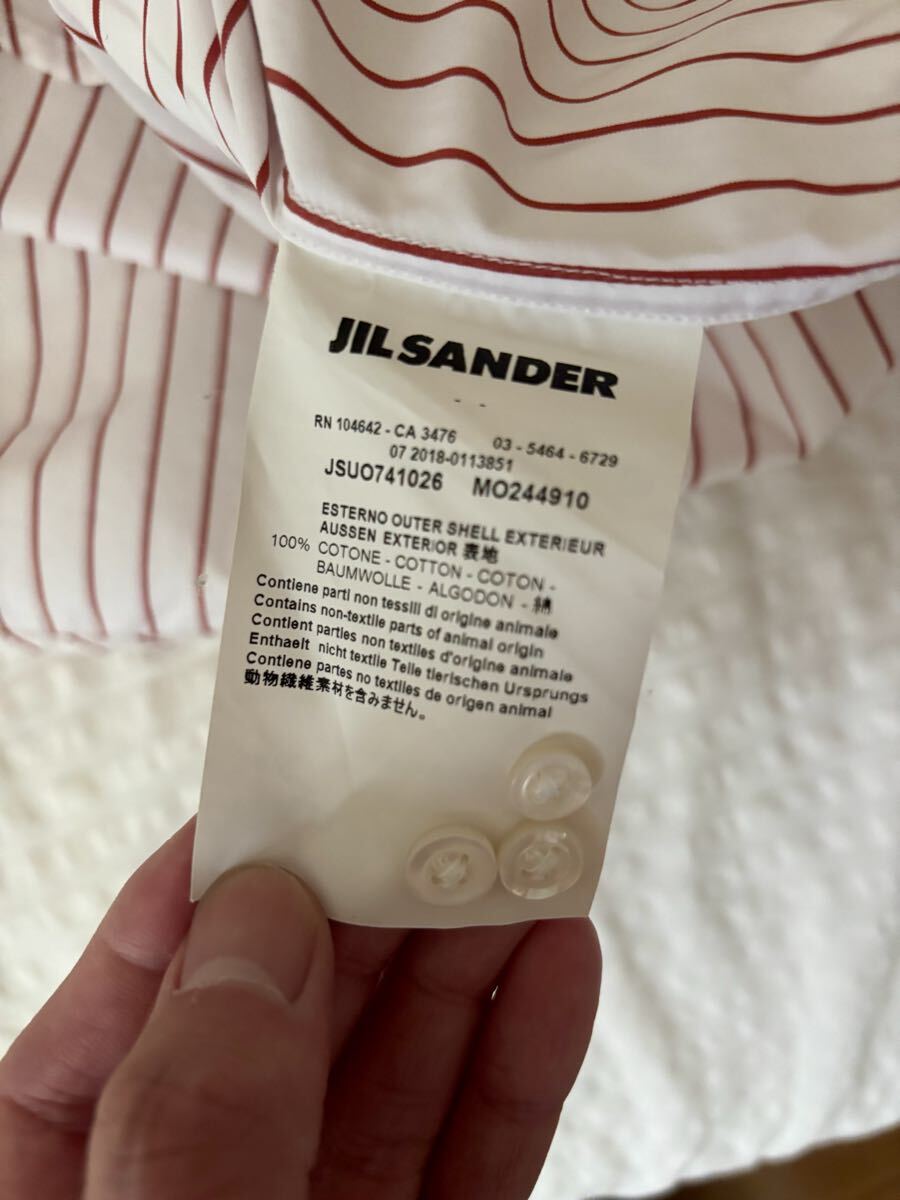 JIL SANDER
- -
RN 104642 - CA 3476 03 - 5464 - 6729
07 2018-0113851
JSUO741026 MO244910
ESTERNO OUTER SHELL EXTERIEUR
AUSSEN EXTERIOR 表地
100% COTONE - COTTON - COTON -
BAUMWOLLE - ALGODON - 綿
Contiene parti non tessili di origine animale
Contains non-textile parts of animal origin
Contient parties non textiles d'origine animale
Enthaelt nicht textile Teile tierischen Ursprungs
Contiene partes no textiles de origen animal
動物繊維素材を含みません。